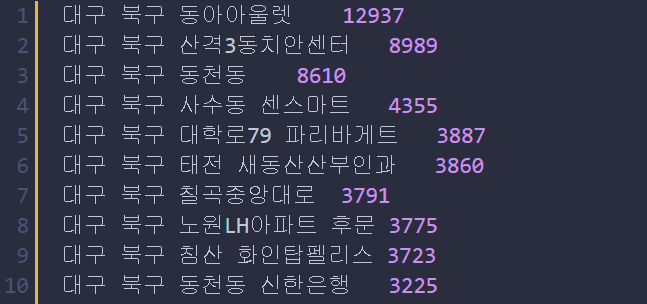 1 대구 북구 동아아울렛 12937
2 대구 북구 산격3동치안센터 8989
3 대구 북구 동천동 8610
4 대구 북구 사수동 센스마트 4355
5 대구 북구 대학로79 파리바게트 3887
6 대구 북구 태전 새동산산부인과 3860
7 대구 북구 칠곡중앙대로 3791
8 대구 북구 노원LH아파트 후문 3775
9 대구 북구 침산 화인탑펠리스 3723
10 대구 북구 동천동 신한은행 3225